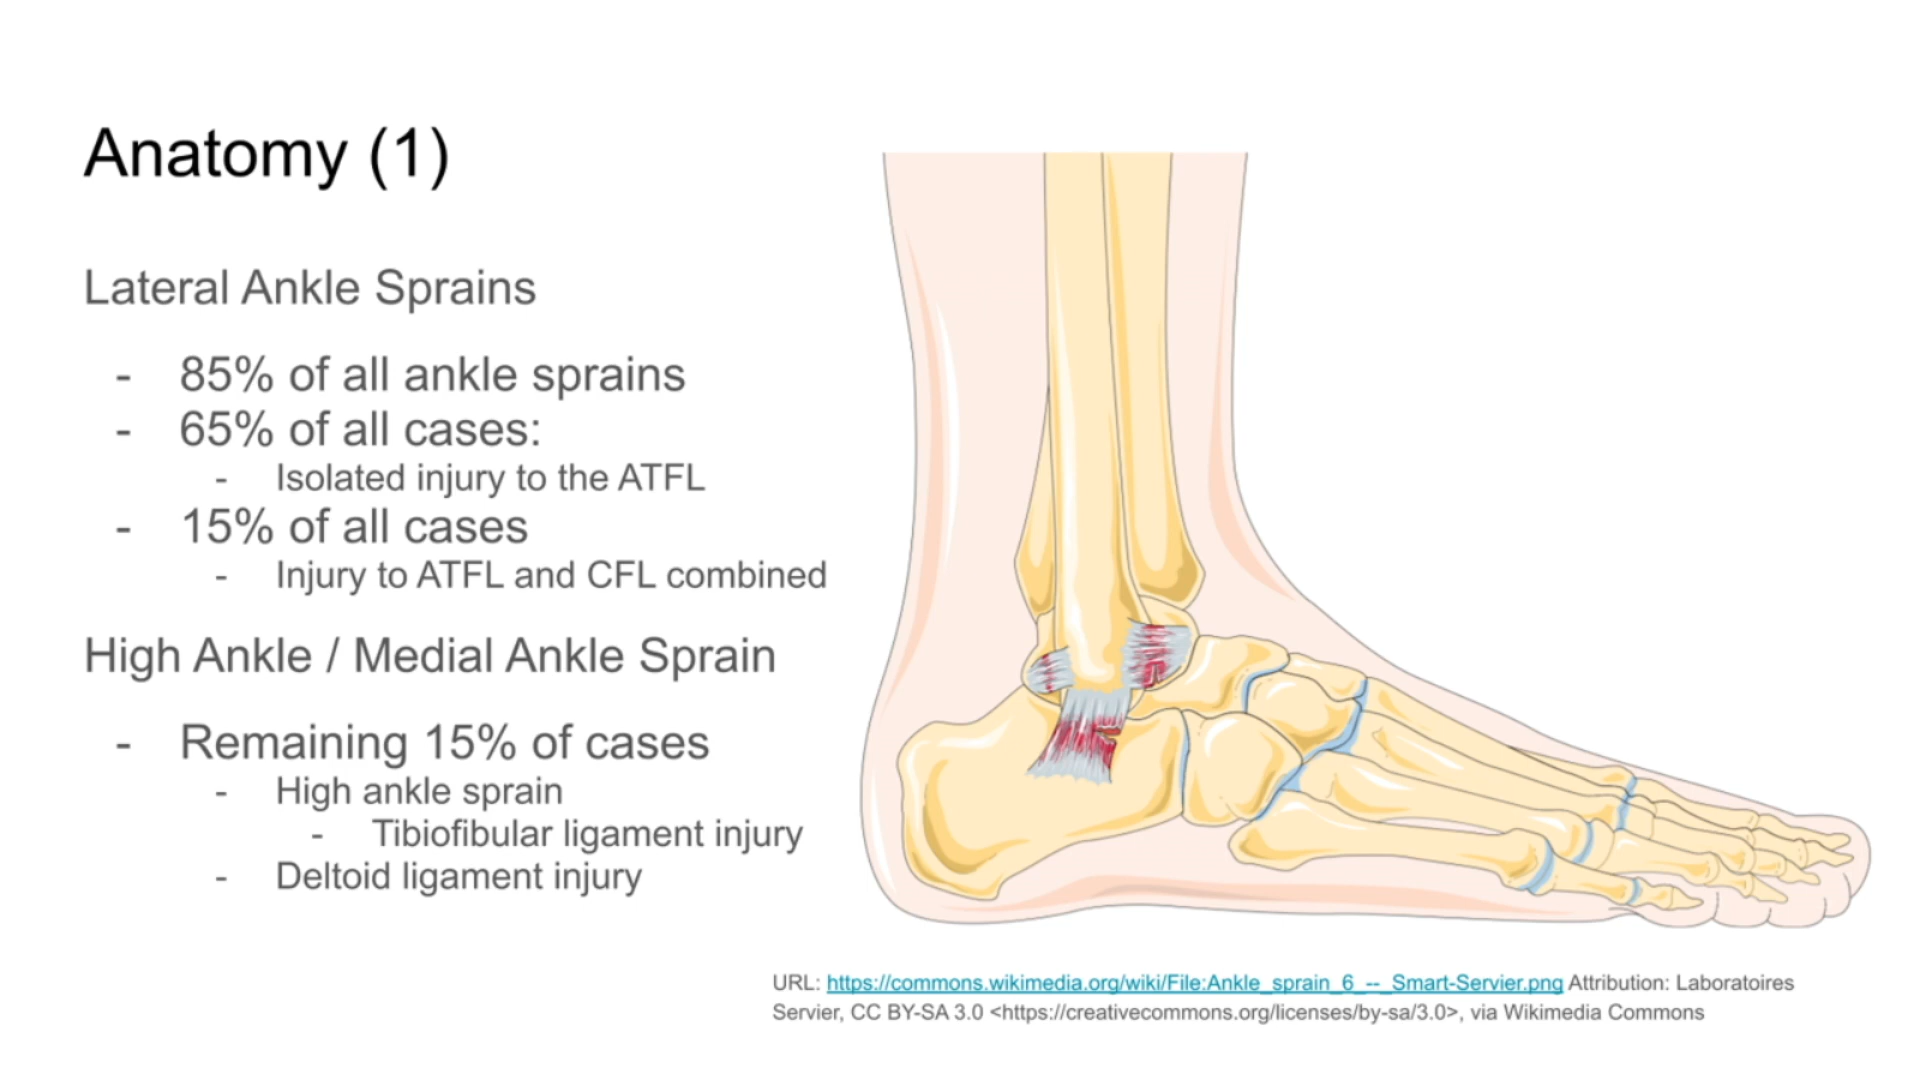 Anatomy (1)
Lateral Ankle Sprains
- 85% of all ankle sprains
- 65% of all cases:
- Isolated injury to the ATFL
- 15% of all cases
- Injury to ATFL and CFL combined
High Ankle / Medial Ankle Sprain
- Remaining 15% of cases
- High ankle sprain
- Tibiofibular ligament injury
- Deltoid ligament injury
URL: https://commons.wikimedia.org/wiki/File:Ankle_sprain_6_--_Smart-Servier.png Attribution: Laboratoires
Servier, CC BY-SA 3.0 <https://creativecommons.org/licenses/by-sa/3.0>, via Wikimedia Commons